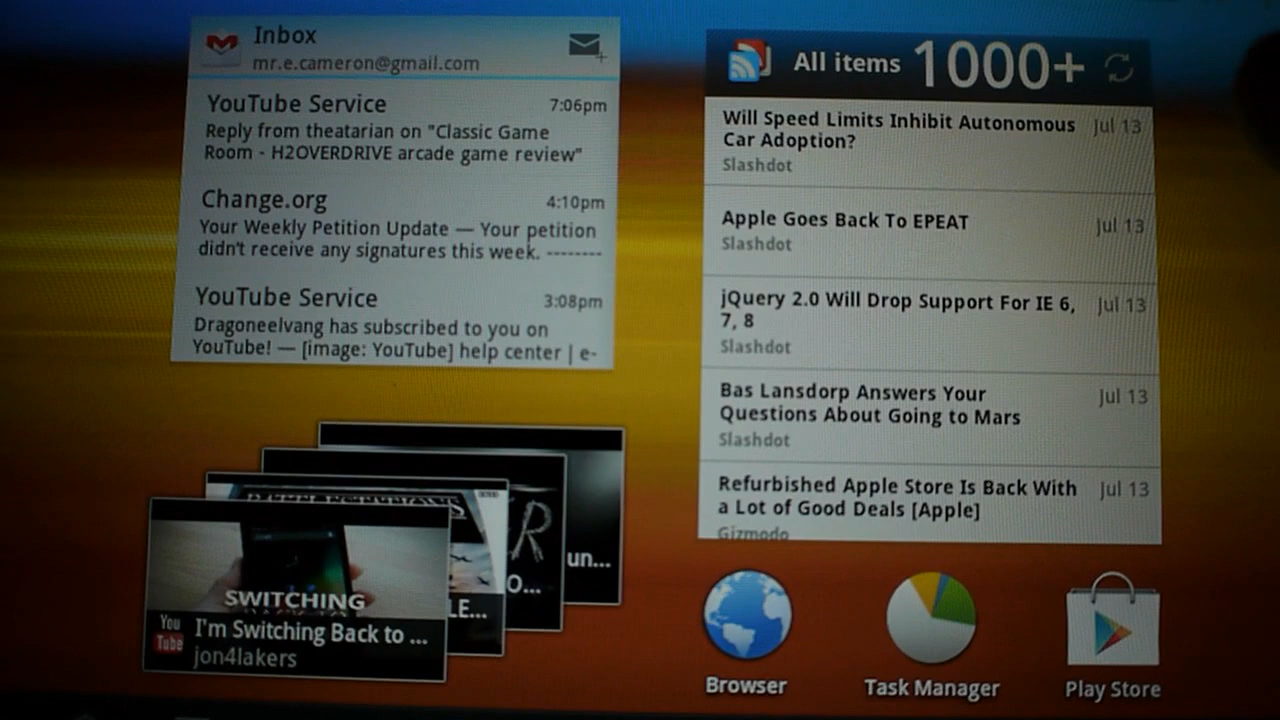 Inbox
mr.e.cameron@gmail.com
YouTube Service 7:06pm
Reply from theatarian on "Classic Game
Room - H2OVERDRIVE arcade game review"
Change.org 4:10pm
Your Weekly Petition Update — Your petition
didn't receive any signatures this week. --------
YouTube Service 3:08pm
Dragoneelvang has subscribed to you on
YouTube! — [image: YouTube] help center | e-
All items 1000+
Will Speed Limits Inhibit Autonomous Jul 13
Car Adoption?
Slashdot
Apple Goes Back To EPEAT Jul 13
Slashdot
jQuery 2.0 Will Drop Support For IE 6, Jul 13
7, 8
Slashdot
Bas Lansdorp Answers Your Jul 13
Questions About Going to Mars
Slashdot
Refurbished Apple Store Is Back With Jul 13
a Lot of Good Deals [Apple]
Gizmodo
un...
R
O...
LE...
SWITCHING
You
Tube
I'm Switching Back to ...
jon4lakers
Browser
Task Manager
Play Store